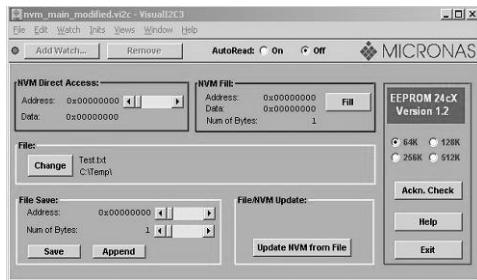 nvm_main_modified.vi2c - VisualI2C3
File Edit Watch Inits Views Window Help
Add Watch... Remove AutoRead: On Off MICRONAS
NVM Direct Access:
Address: 0x00000000
Data: 0x00000000
NVM Fill:
Address: 0x00000000
Data: 0x00000000
Num of Bytes: 1
Fill
EEPROM 24cX
Version 1.2
64K 128K
256K 512K
Ackn. Check
Help
Exit
File:
Change
Test.txt
C:\Temp\
File Save:
Address: 0x00000000
Num of Bytes: 1
Save Append
File/NVM Update:
Update NVM from File